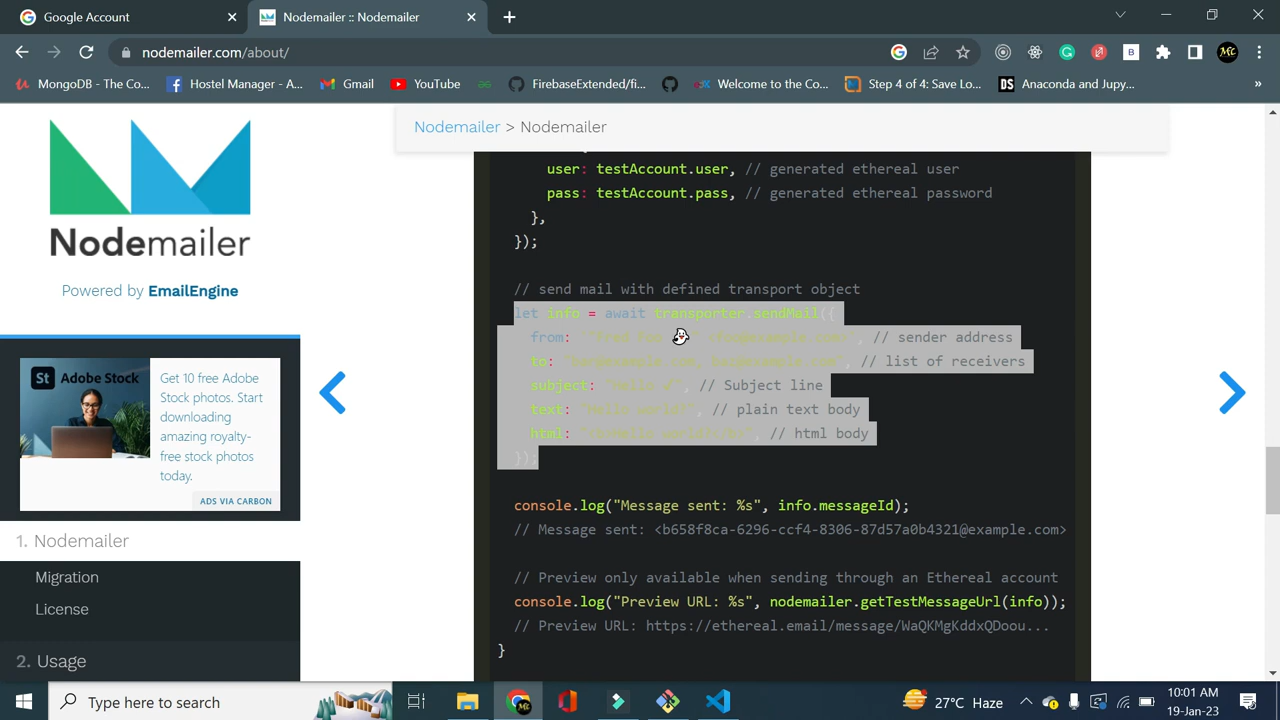 Google Account
Nodemailer :: Nodemailer
nodemailer.com/about/
MongoDB - The Co...
Hostel Manager - A...
Gmail
YouTube
FirebaseExtended/fi...
Welcome to the Co...
Step 4 of 4: Save Lo...
DS Anaconda and Jupy...
»
Nodemailer > Nodemailer
Nodemailer
Powered by EmailEngine
St Adobe Stock
Get 10 free Adobe
Stock photos. Start
downloading
amazing royalty-
free stock photos
today.
ADS VIA CARBON
1. Nodemailer
Migration
License
2. Usage
user: testAccount.user, // generated ethereal user
pass: testAccount.pass, // generated ethereal password
},
});
// send mail with defined transport object
let info = await transporter.sendMail({
from: // sender address
to: // list of receivers
subject: // Subject line
text: "Hello world?", // plain text body
html: "<b>Hello world?</b>", // html body
});
console.log("Message sent: %s", info.messageId);
// Message sent: <b658f8ca-6296-ccf4-8306-87d57a0b4321@example.com>
// Preview only available when sending through an Ethereal account
console.log("Preview URL: %s", nodemailer.getTestMessageUrl(info));
// Preview URL: https://ethereal.email/message/WaQKMgKddxQDoou...
}
Type here to search
27°C Haze
10:01 AM
19-Jan-23